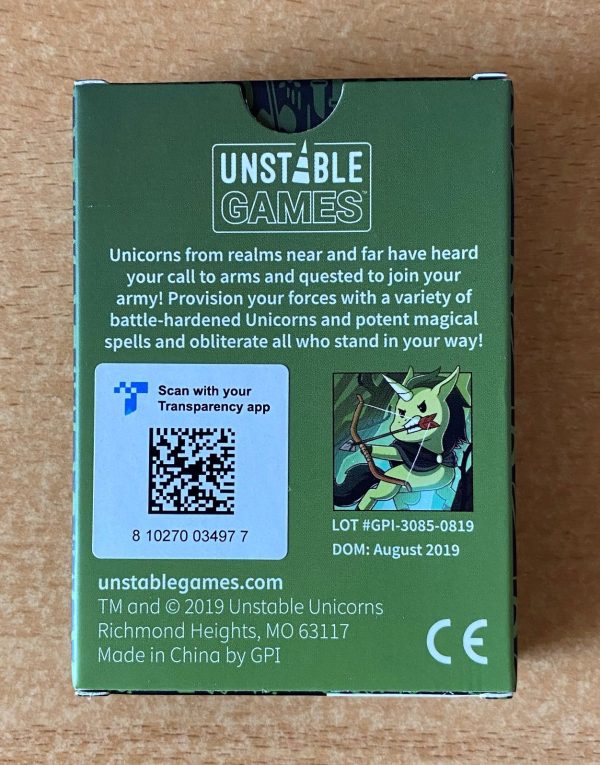 UNSTABLE
GAMES™
Unicorns from realms near and far have heard
your call to arms and quested to join your
army! Provision your forces with a variety of
battle-hardened Unicorns and potent magical
spells and obliterate all who stand in your way!
Scan with your
Transparency app
8 10270 03497 7
LOT #GPI-3085-0819
DOM: August 2019
unstablegames.com
TM and © 2019 Unstable Unicorns
Richmond Heights, MO 63117
Made in China by GPI
CE